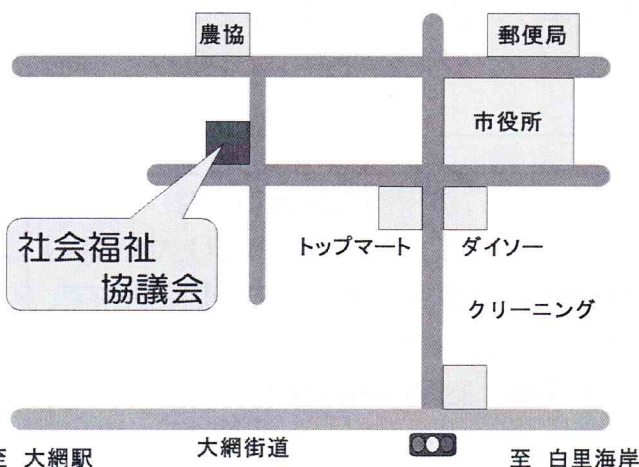 農協
郵便局
市役所
社会福祉
協議会
トップマート
ダイソー
クリーニング
至 大網駅
大網街道
至 白里海岸